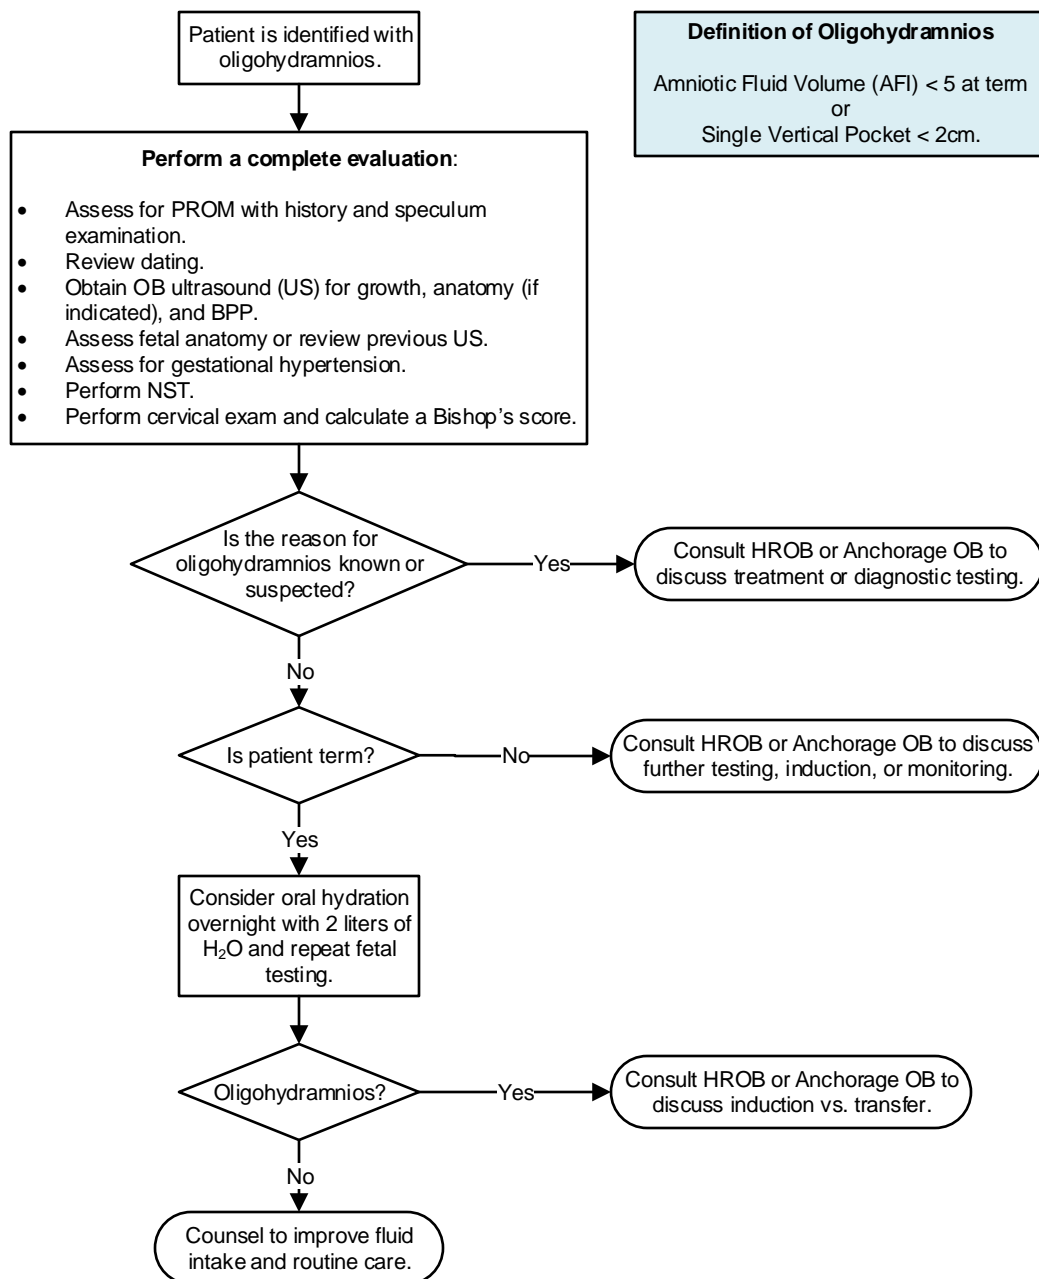 Patient is identified with
oligohydramnios.
Definition of Oligohydramnios
Amniotic Fluid Volume (AFI) < 5 at term
or
Single Vertical Pocket < 2cm.
Perform a complete evaluation:
• Assess for PROM with history and speculum
examination.
• Review dating.
• Obtain OB ultrasound (US) for growth, anatomy (if
indicated), and BPP.
• Assess fetal anatomy or review previous US.
• Assess for gestational hypertension.
• Perform NST.
• Perform cervical exam and calculate a Bishop's score.
Is the reason for
oligohydramnios known or
suspected?
Yes
Consult HROB or Anchorage OB to
discuss treatment or diagnostic testing.
No
Is patient term?
No
Consult HROB or Anchorage OB to discuss
further testing, induction, or monitoring.
Yes
Consider oral hydration
overnight with 2 liters of
H₂O and repeat fetal
testing.
Oligohydramnios?
Yes
Consult HROB or Anchorage OB to
discuss induction vs. transfer.
No
Counsel to improve fluid
intake and routine care.